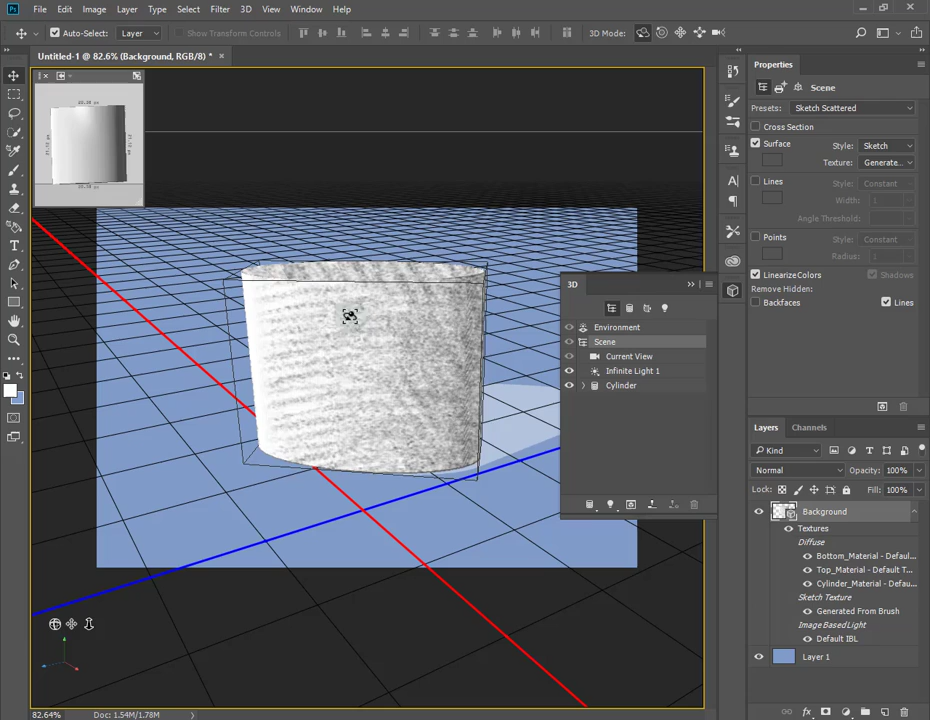 Ps File Edit Image Layer Type Select Filter 3D View Window Help
Auto-Select: Layer Show Transform Controls 3D Mode:
Untitled-1 @ 82.6% (Background, RGB/8) * ×
Properties
Scene
Presets: Sketch Scattered
Cross Section
Surface Style: Sketch
Texture: Generate...
Lines Style: Constant
Width: 1
Angle Threshold:
Points Style: Constant
Radius: 1
Linearize Colors Shadows
Remove Hidden:
Backfaces Lines
3D
Environment
Scene
Current View
Infinite Light 1
Cylinder
Layers Channels
Kind
Normal Opacity: 100%
Lock: Fill: 100%
Background
Textures
Diffuse
Bottom_Material - Defaul...
Top_Material - Default T...
Cylinder_Material - Defau...
Sketch Texture
Generated From Brush
Image Based Light
Default IBL
Layer 1
82.64% Doc: 1.54M/1.78M